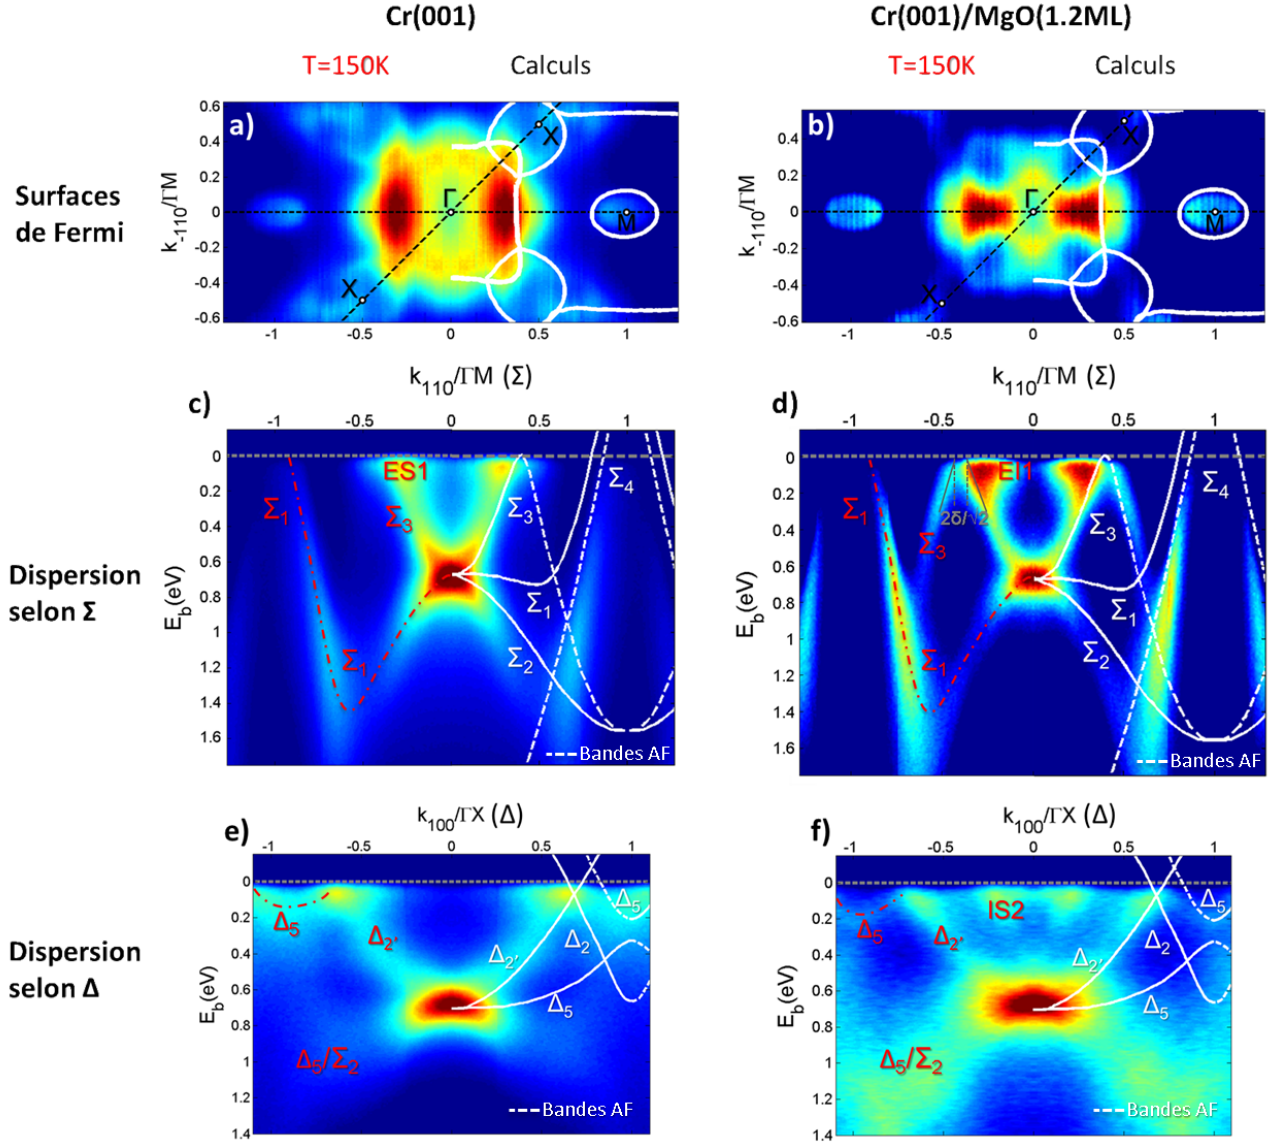 Cr(001) Cr(001)/MgO(1.2ML)
T=150K Calculs T=150K Calculs
Surfaces
de Fermi
a)
k-110/ΓM
0.6
0.4
0.2
0
-0.2
-0.4
-0.6
X
Γ
M
X
-1 -0.5 0 0.5 1
b)
k-110/ΓM
0.4
0.2
0
-0.2
-0.4
-0.6
X
Γ
M
X
-1 -0.5 0 0.5 1
Dispersion
selon Σ
c)
k110/ΓM (Σ)
-1 -0.5 0 0.5 1
Eb(eV)
0
0.2
0.4
0.6
0.8
1
1.2
1.4
1.6
ES1
Σ1
Σ3
Σ3
Σ4
Σ1
Σ1
Σ2
Bandes AF
d)
k110/ΓM (Σ)
-1 -0.5 0 0.5 1
Eb(eV)
0
0.2
0.4
0.6
0.8
1
1.2
1.4
1.6
EI1
2δ/√2
Σ1
Σ3
Σ3
Σ4
Σ1
Σ1
Σ2
Bandes AF
Dispersion
selon Δ
e)
k100/ΓX (Δ)
-1 -0.5 0 0.5 1
Eb(eV)
0
0.2
0.4
0.6
0.8
1
1.2
1.4
Δ5
Δ2'
Δ2'
Δ2
Δ5
Δ5
Δ5/Σ2
Bandes AF
f)
k100/ΓX (Δ)
-1 -0.5 0 0.5 1
Eb(eV)
0
0.2
0.4
0.6
0.8
1
1.2
1.4
IS2
Δ5
Δ2'
Δ2'
Δ2
Δ5
Δ5
Δ5/Σ2
Bandes AF